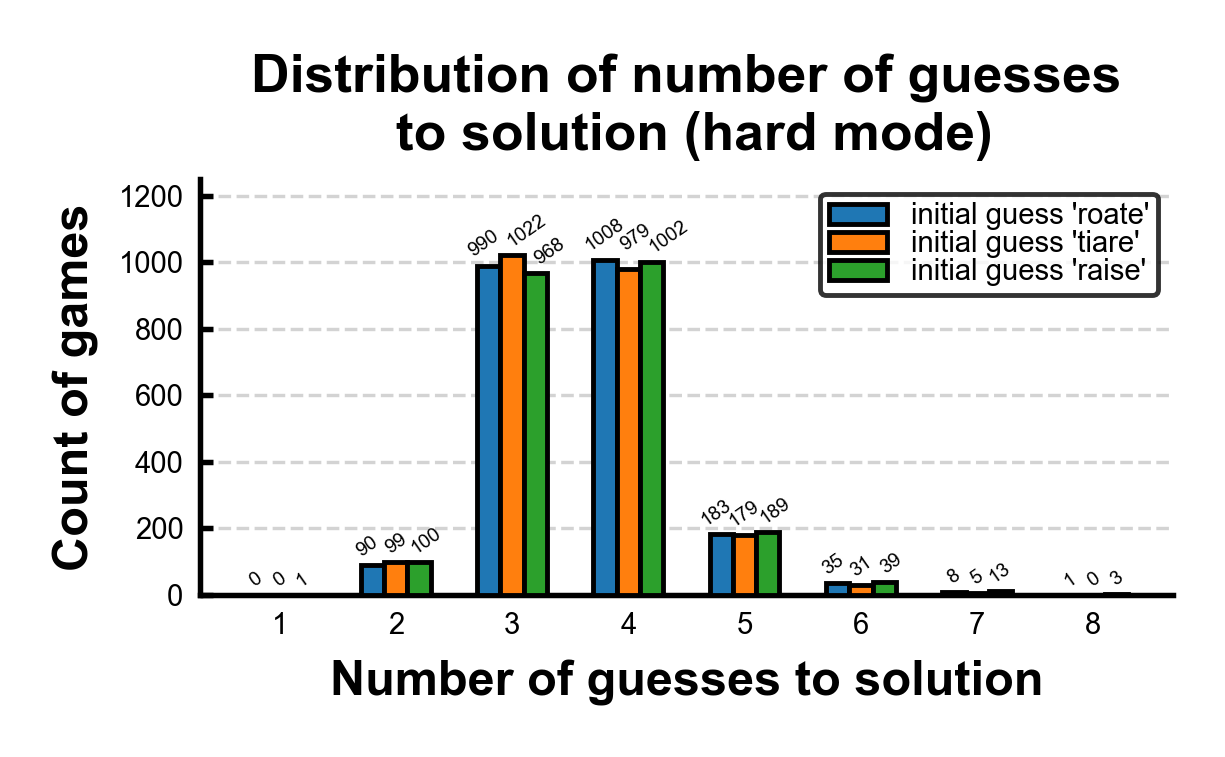 Distribution of number of guesses
to solution (hard mode)
Count of games
1200
1000
800
600
400
200
0
initial guess 'roate'
initial guess 'tiare'
initial guess 'raise'
0 0 1
90 99 100
990 1022 968
1008 979 1002
183 179 189
35 31 39
8 5 13
1 0 3
1 2 3 4 5 6 7 8
Number of guesses to solution